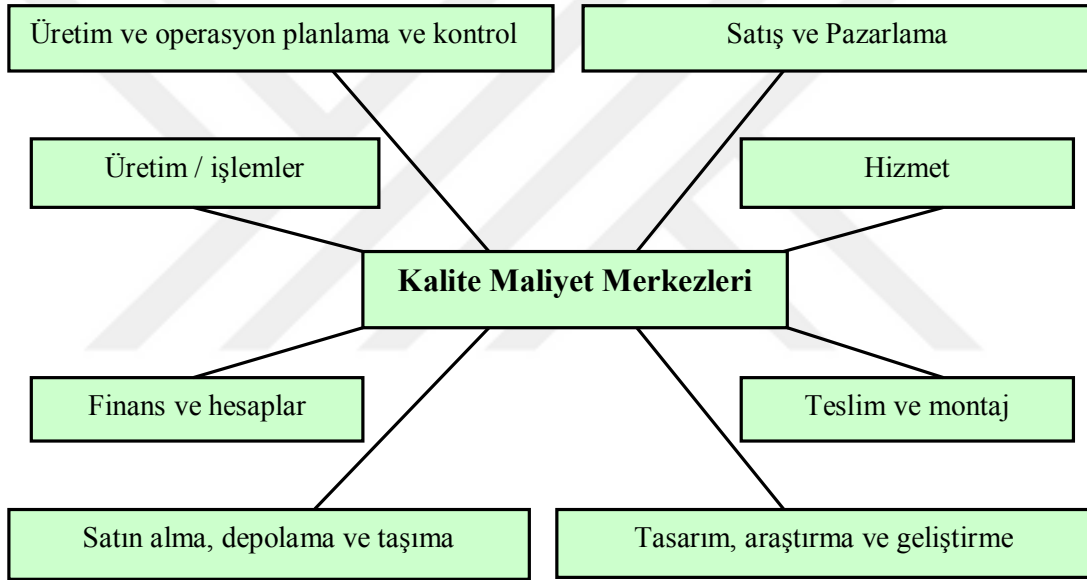 Üretim ve operasyon planlama ve kontrol
Satış ve Pazarlama
Üretim / işlemler
Hizmet
Kalite Maliyet Merkezleri
Finans ve hesaplar
Teslim ve montaj
Satın alma, depolama ve taşıma
Tasarım, araştırma ve geliştirme